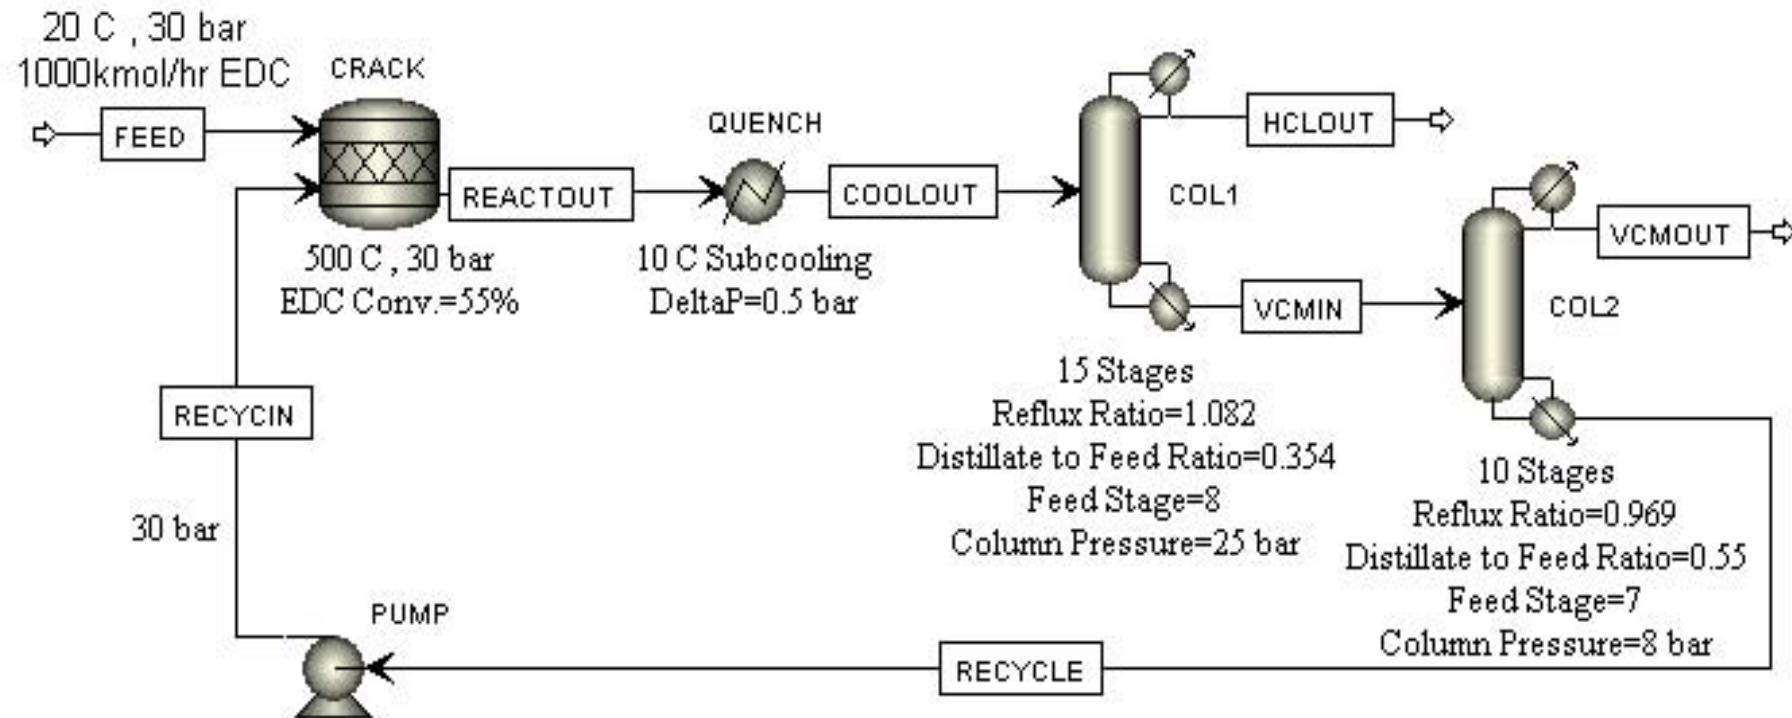 20 C , 30 bar
1000kmol/hr EDC
FEED
CRACK
500 C , 30 bar
EDC Conv.=55%
REACTOUT
QUENCH
10 C Subcooling
DeltaP=0.5 bar
COOLOUT
COL1
HCLOUT
VCMIN
15 Stages
Reflux Ratio=1.082
Distillate to Feed Ratio=0.354
Feed Stage=8
Column Pressure=25 bar
VCMOUT
COL2
10 Stages
Reflux Ratio=0.969
Distillate to Feed Ratio=0.55
Feed Stage=7
Column Pressure=8 bar
RECYCIN
30 bar
PUMP
RECYCLE